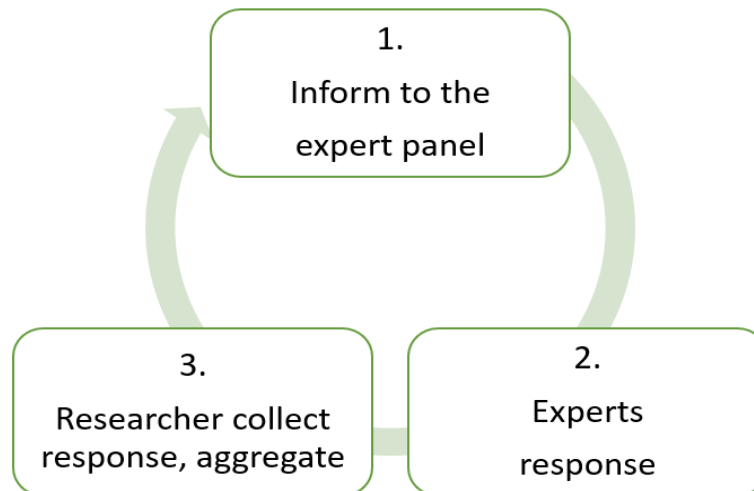 1.
Inform to the
expert panel
2.
Experts
response
3.
Researcher collect
response, aggregate